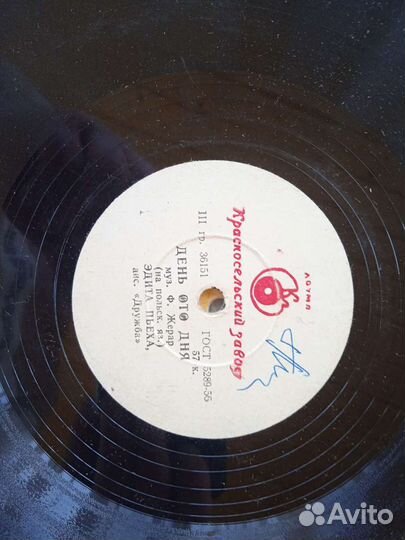 ЛОУМП
Красносельский завод
ГОСТ 5289-56
III гр. 36151 57 к.
ДЕНЬ ОТО ДНЯ
муз. Ф. Жерар
(на польск. яз.)
ЭДИТА ПЬЕХА,
анс. «Дружба»
Avito